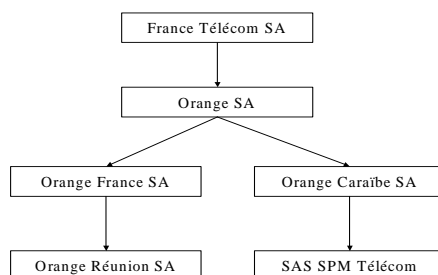 France Télécom SA
Orange SA
Orange France SA
Orange Caraïbe SA
Orange Réunion SA
SAS SPM Télécom